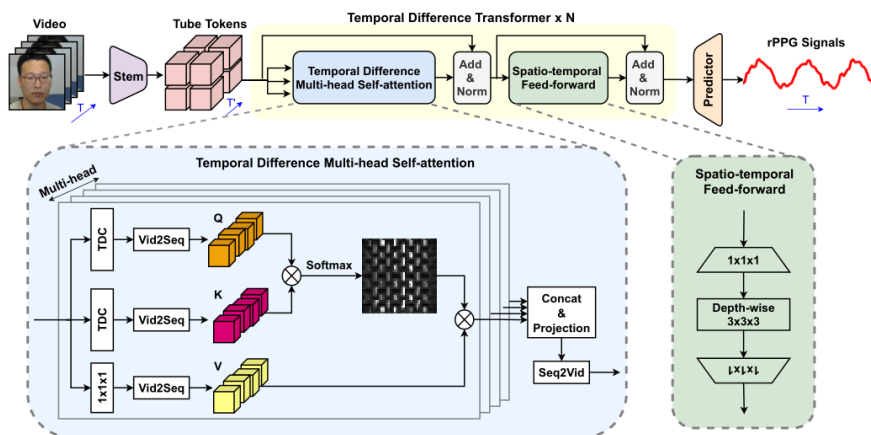 Video
Tube Tokens
Temporal Difference Transformer x N
rPPG Signals
Stem
T
T'
Temporal Difference
Multi-head Self-attention
Add
&
Norm
Spatio-temporal
Feed-forward
Add
&
Norm
Predictor
T
Temporal Difference Multi-head Self-attention
Multi-head
TDC
Vid2Seq
Q
Softmax
TDC
Vid2Seq
K
1x1x1
Vid2Seq
V
Concat
&
Projection
Seq2Vid
Spatio-temporal
Feed-forward
1x1x1
Depth-wise
3x3x3
1x1x1